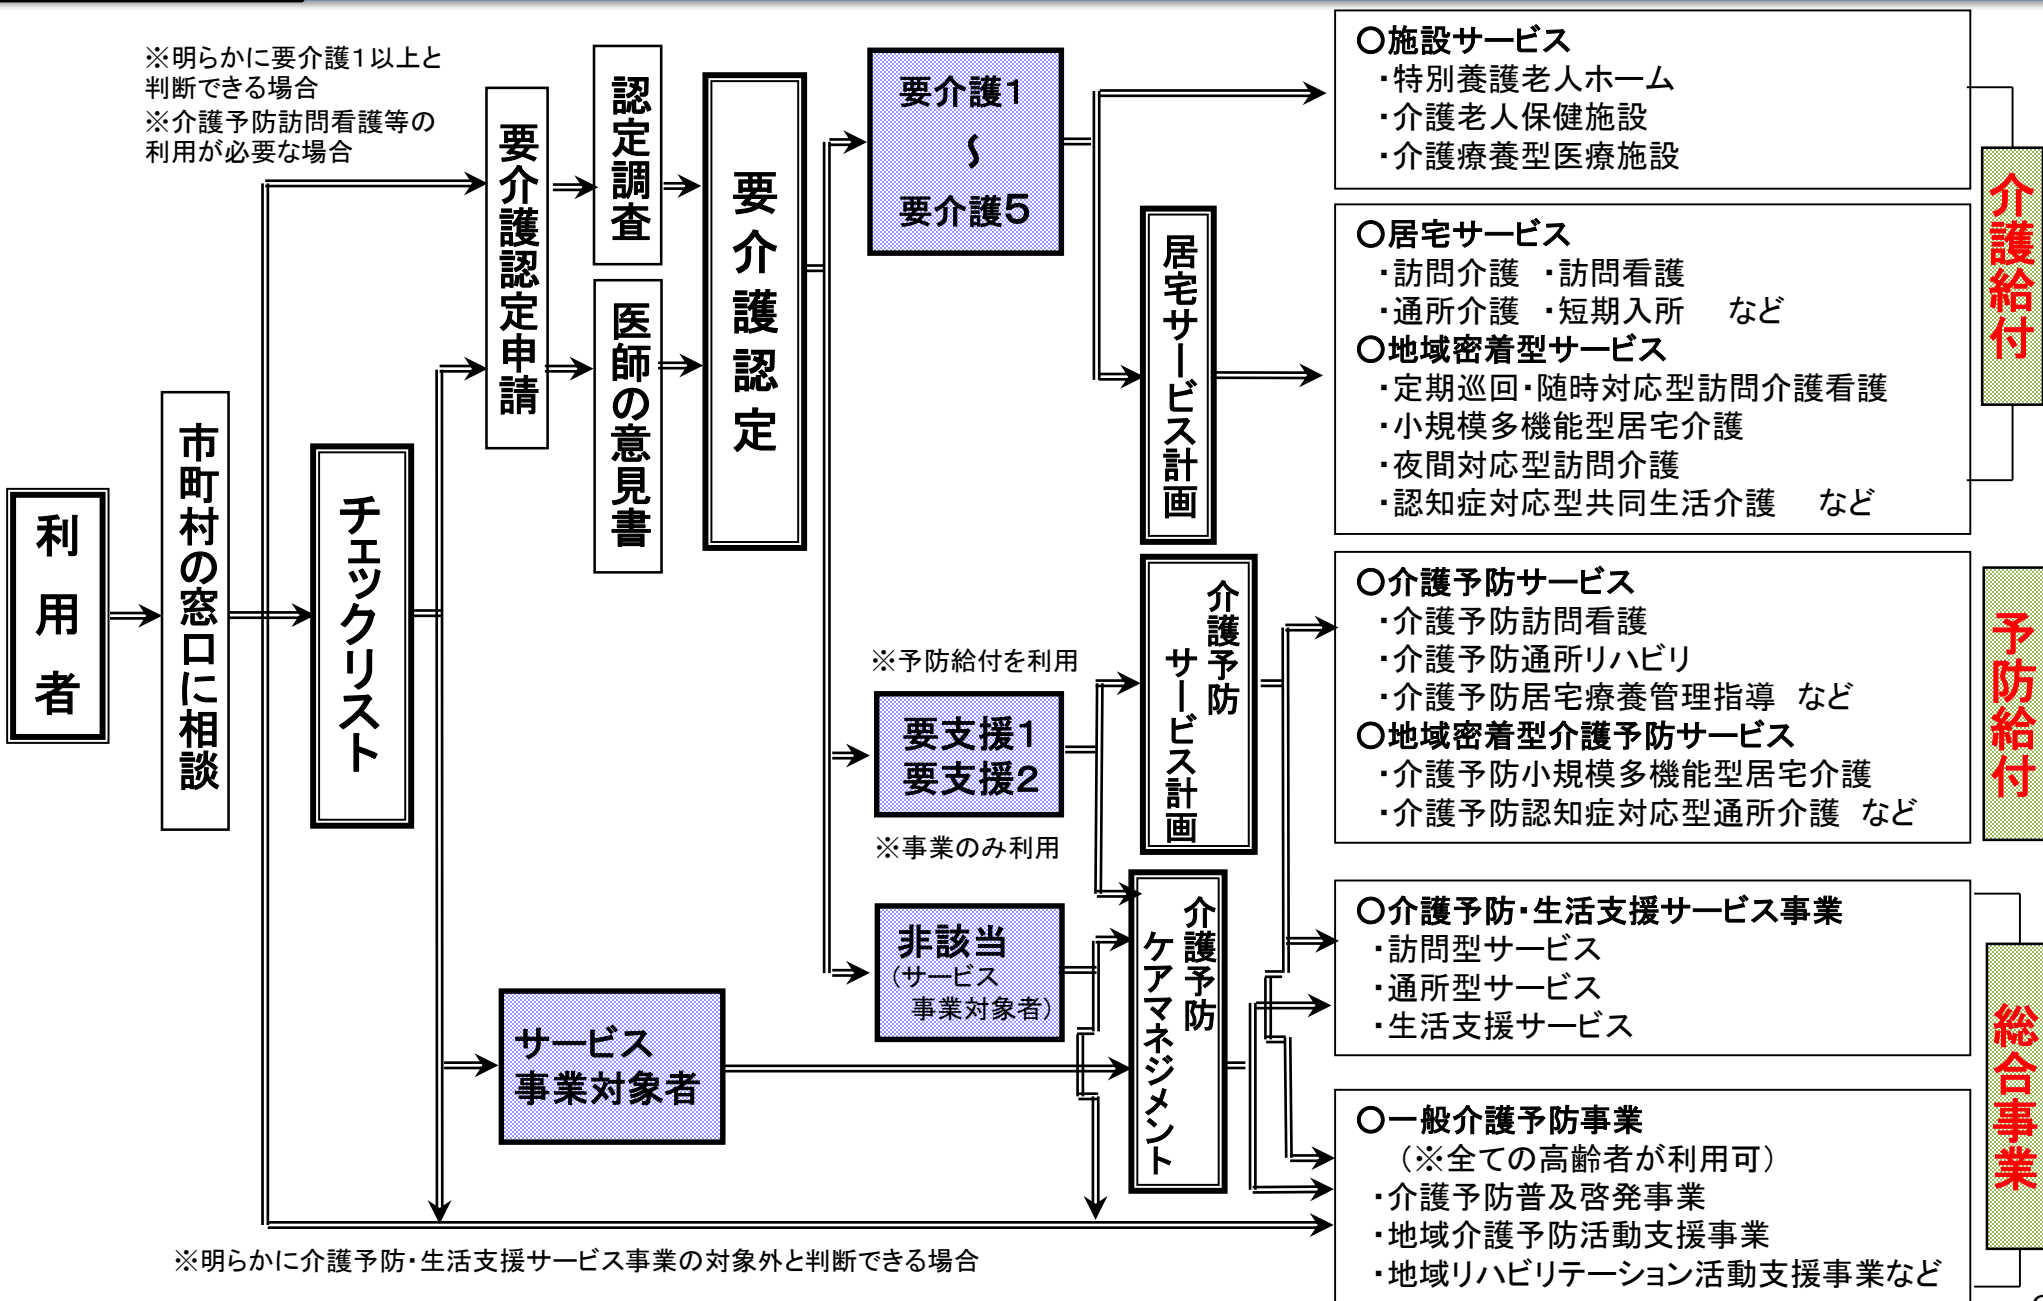 ※明らかに要介護1以上と
判断できる場合
※介護予防訪問看護等の
利用が必要な場合
利用者
市町村の窓口に相談
チェックリスト
要介護認定申請
認定調査
医師の意見書
要介護認定
要介護1
～
要介護5
※予防給付を利用
要支援1
要支援2
※事業のみ利用
非該当
(サービス
事業対象者)
サービス
事業対象者
居宅サービス計画
介護予防
サービス計画
介護予防
ケアマネジメント
○施設サービス
・特別養護老人ホーム
・介護老人保健施設
・介護療養型医療施設
○居宅サービス
・訪問介護 ・訪問看護
・通所介護 ・短期入所 など
○地域密着型サービス
・定期巡回・随時対応型訪問介護看護
・小規模多機能型居宅介護
・夜間対応型訪問介護
・認知症対応型共同生活介護 など
介護給付
○介護予防サービス
・介護予防訪問看護
・介護予防通所リハビリ
・介護予防居宅療養管理指導 など
○地域密着型介護予防サービス
・介護予防小規模多機能型居宅介護
・介護予防認知症対応型通所介護 など
予防給付
○介護予防・生活支援サービス事業
・訪問型サービス
・通所型サービス
・生活支援サービス
○一般介護予防事業
(※全ての高齢者が利用可)
・介護予防普及啓発事業
・地域介護予防活動支援事業
・地域リハビリテーション活動支援事業など
総合事業
※明らかに介護予防・生活支援サービス事業の対象外と判断できる場合